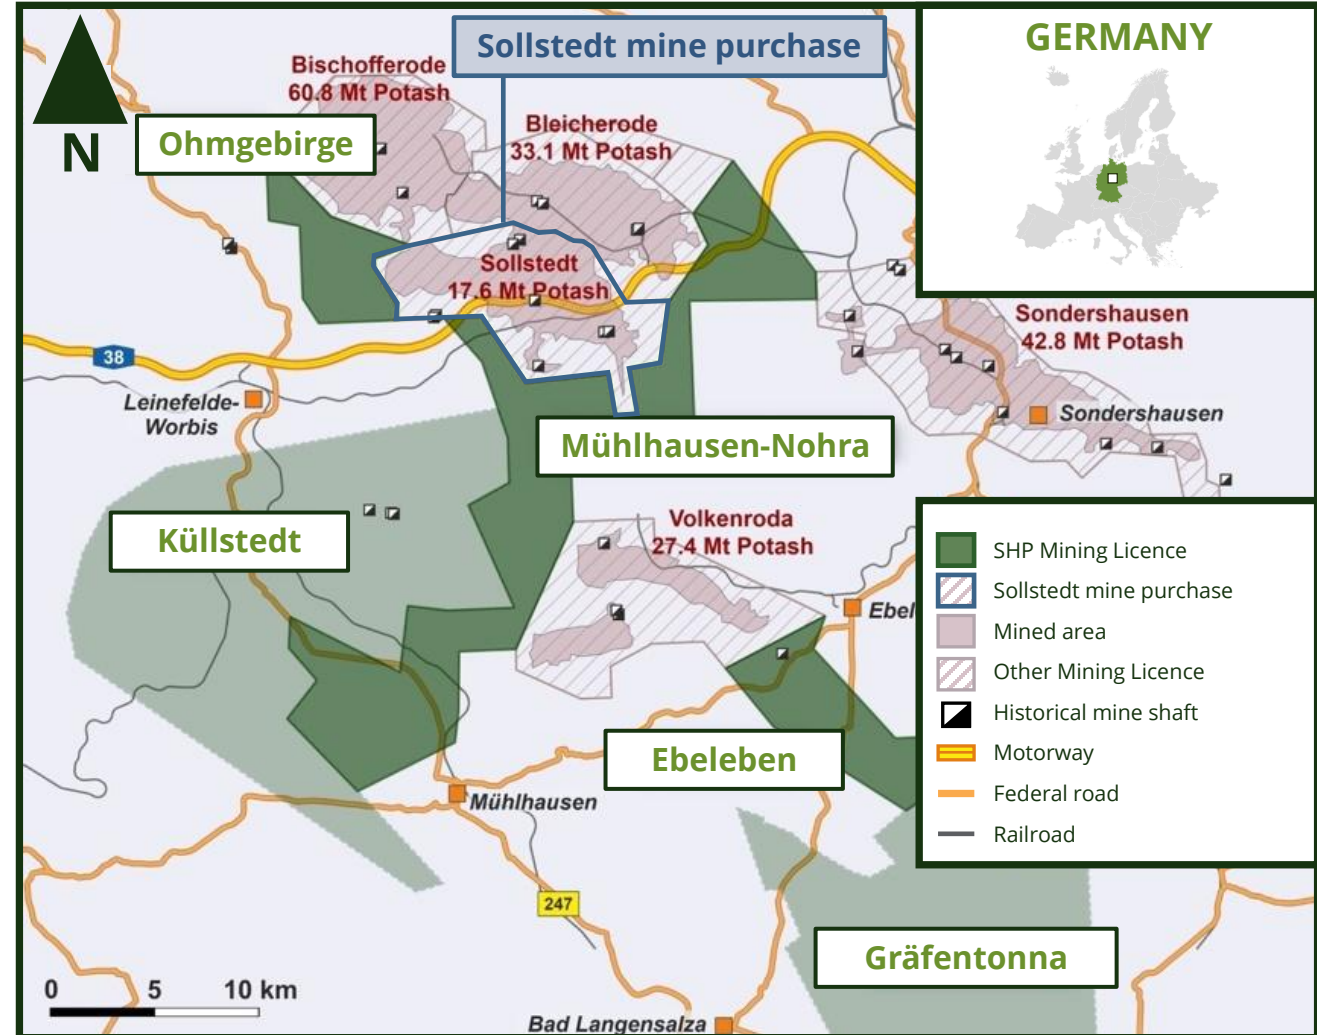 Sollstedt mine purchase
GERMANY
Bischofferode
60.8 Mt Potash
N
Ohmgebirge
Bleicherode
33.1 Mt Potash
Sollstedt
17.6 Mt Potash
Sondershausen
42.8 Mt Potash
38
Leinefelde-
Worbis
Sondershausen
Mühlhausen-Nohra
Küllstedt
Volkenroda
27.4 Mt Potash
Ebel
SHP Mining Licence
Sollstedt mine purchase
Mined area
Other Mining Licence
Historical mine shaft
Motorway
Federal road
Railroad
Ebeleben
Mühlhausen
247
Gräfentonna
0 5 10 km
Bad Langensalza